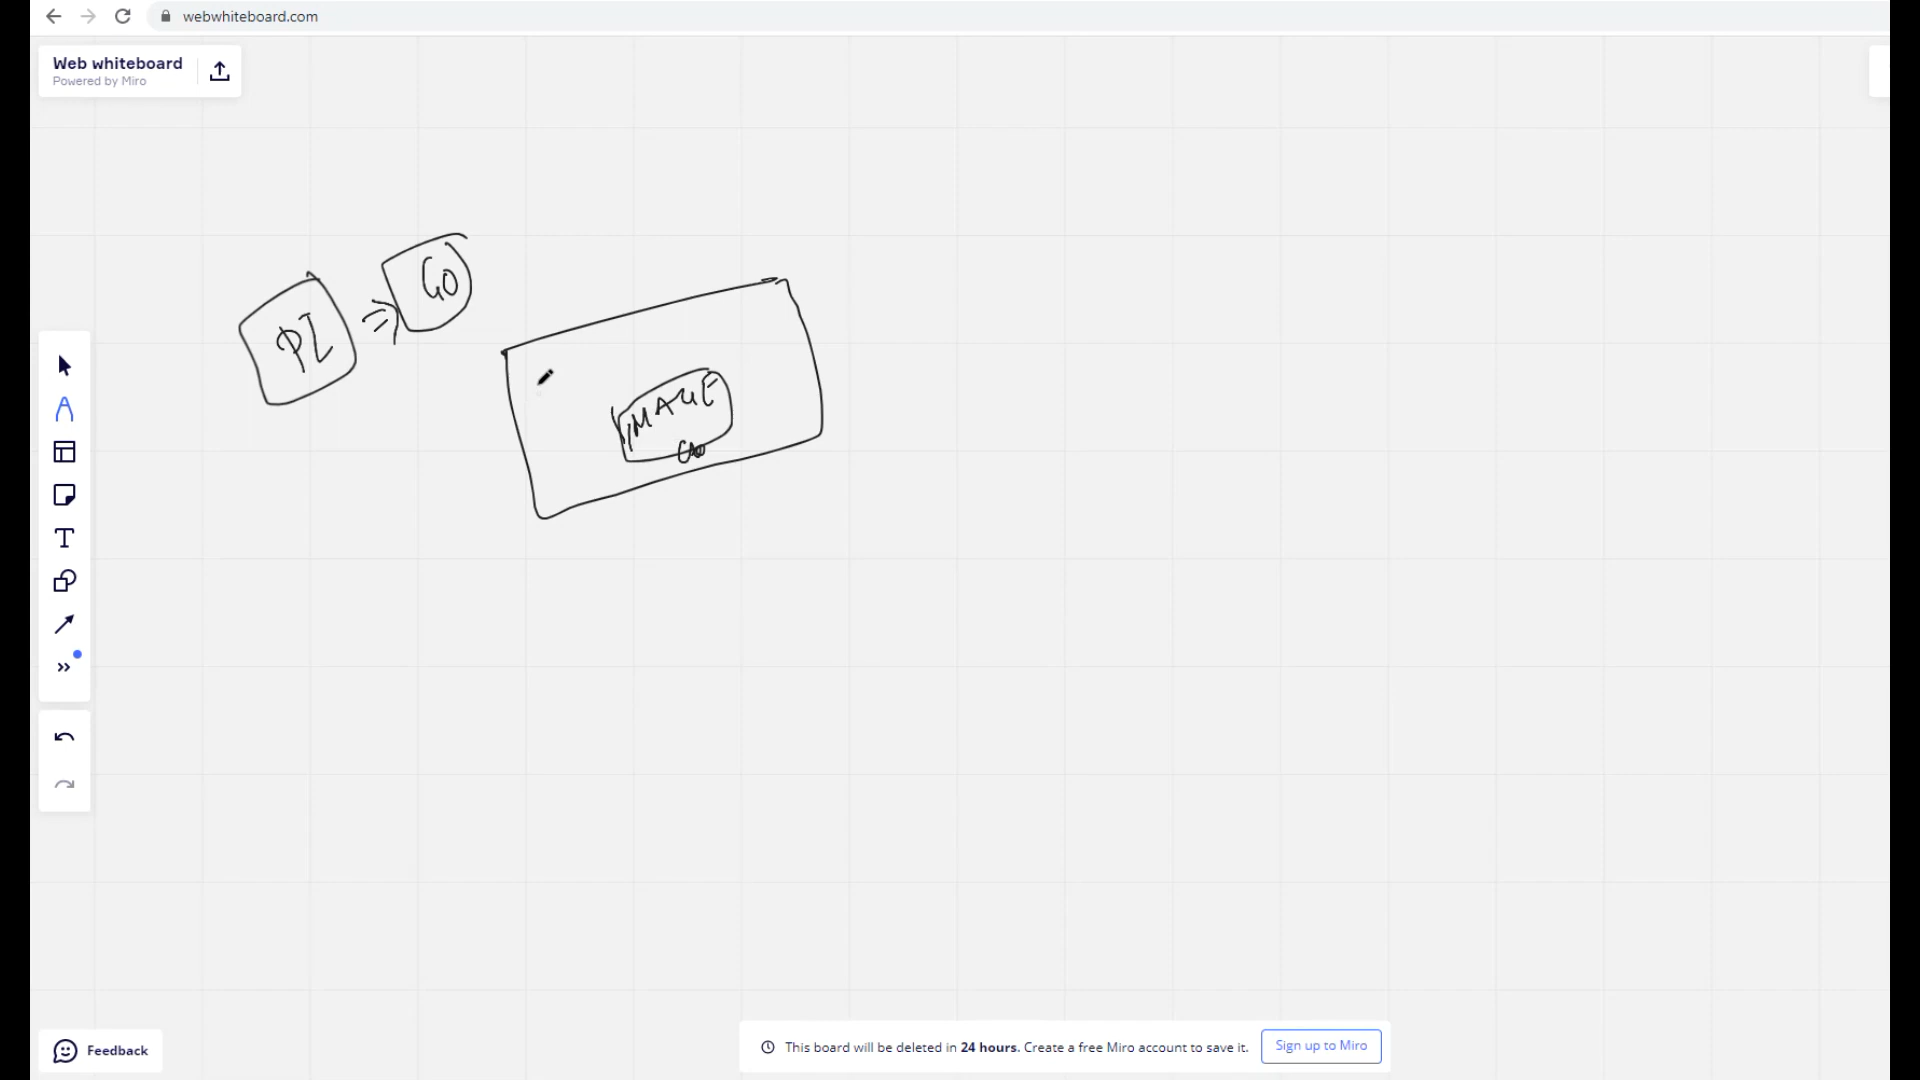 webwhiteboard.com
Web whiteboard
Powered by Miro
GO
PI
IMAGE
Feedback
This board will be deleted in 24 hours. Create a free Miro account to save it.
Sign up to Miro